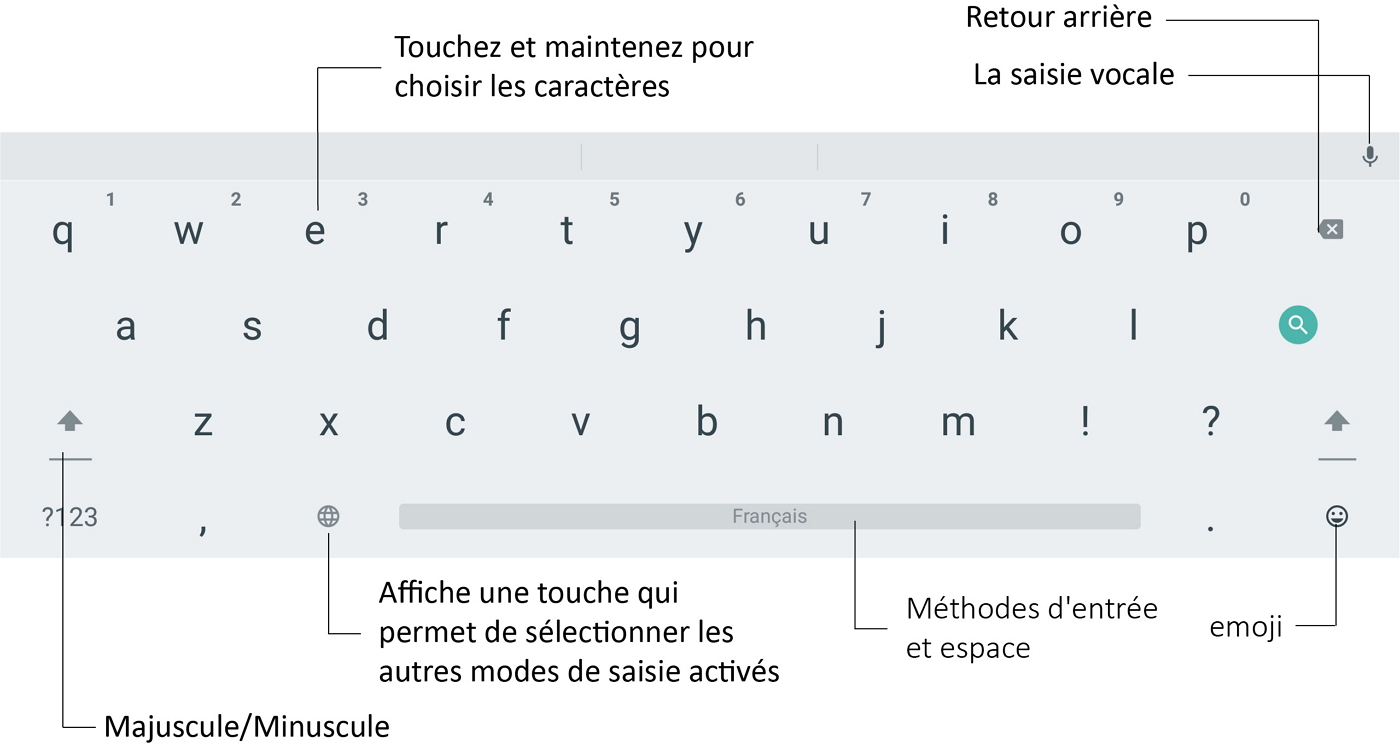 Retour arrière
Touchez et maintenez pour
choisir les caractères
La saisie vocale
1 2 3 4 5 6 7 8 9 0
q w e r t y u i o p
a s d f g h j k l
z x c v b n m ! ?
?123 , Français .
Affiche une touche qui
permet de sélectionner les
autres modes de saisie activés
Méthodes d'entrée
et espace
emoji
Majuscule/Minuscule